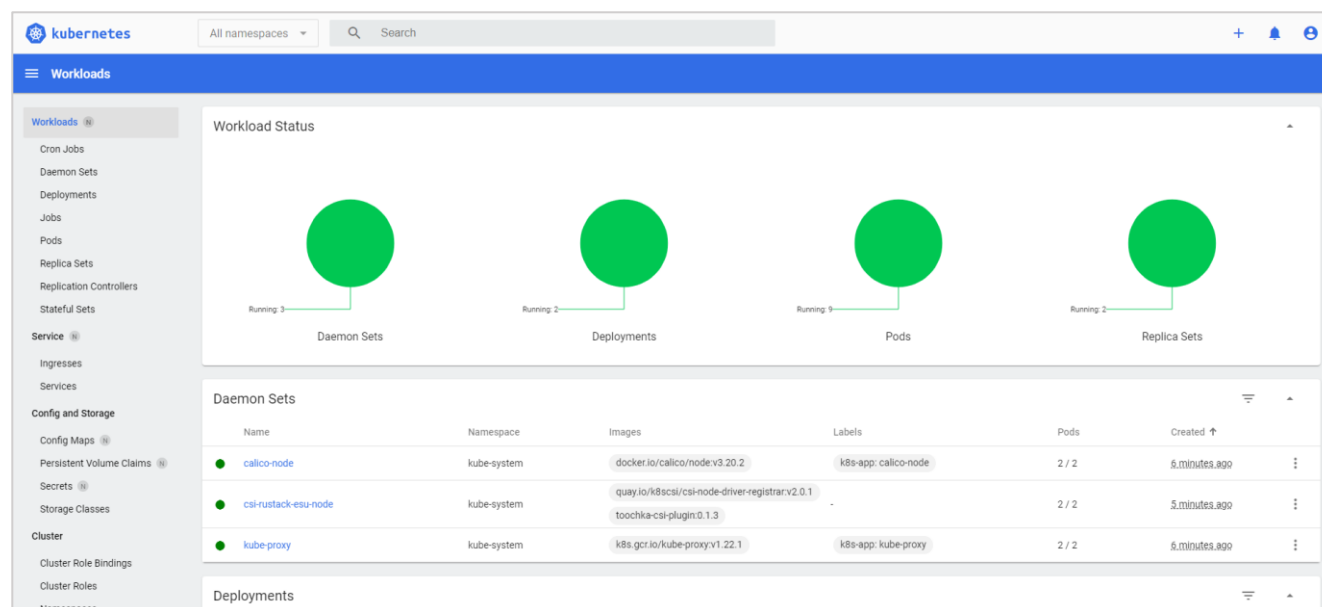 kubernetes
All namespaces
Search
Workloads
Workloads N
Cron Jobs
Daemon Sets
Deployments
Jobs
Pods
Replica Sets
Replication Controllers
Stateful Sets
Service N
Ingresses
Services
Config and Storage
Config Maps N
Persistent Volume Claims N
Secrets N
Storage Classes
Cluster
Cluster Role Bindings
Cluster Roles
Workload Status
Running: 3
Running: 2
Running: 9
Running: 2
Daemon Sets
Deployments
Pods
Replica Sets
Daemon Sets
Name Namespace Images Labels Pods Created
calico-node kube-system docker.io/calico/node:v3.20.2 k8s-app: calico-node 2 / 2 6 minutes ago
csi-rustack-esu-node kube-system quay.io/k8scsi/csi-node-driver-registrar:v2.0.1 - 2 / 2 5 minutes ago
toochka-csi-plugin:0.1.3
kube-proxy kube-system k8s.gcr.io/kube-proxy:v1.22.1 k8s-app: kube-proxy 2 / 2 6 minutes ago
Deployments